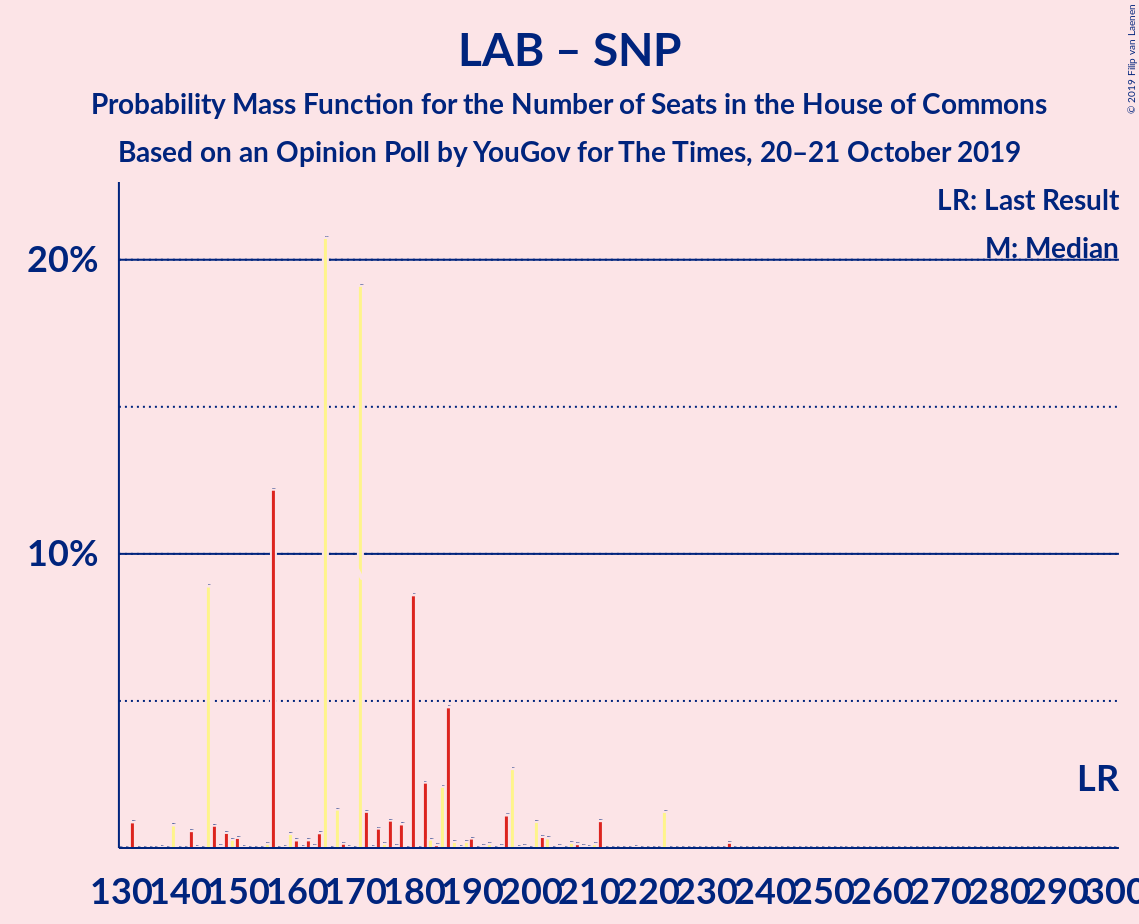 © 2019 Filip van Laenen
LAB – SNP
Probability Mass Function for the Number of Seats in the House of Commons
Based on an Opinion Poll by YouGov for The Times, 20–21 October 2019
LR: Last Result
M: Median
20%
10%
LR
130 140 150 160 170 180 190 200 210 220 230 240 250 260 270 280 290 300